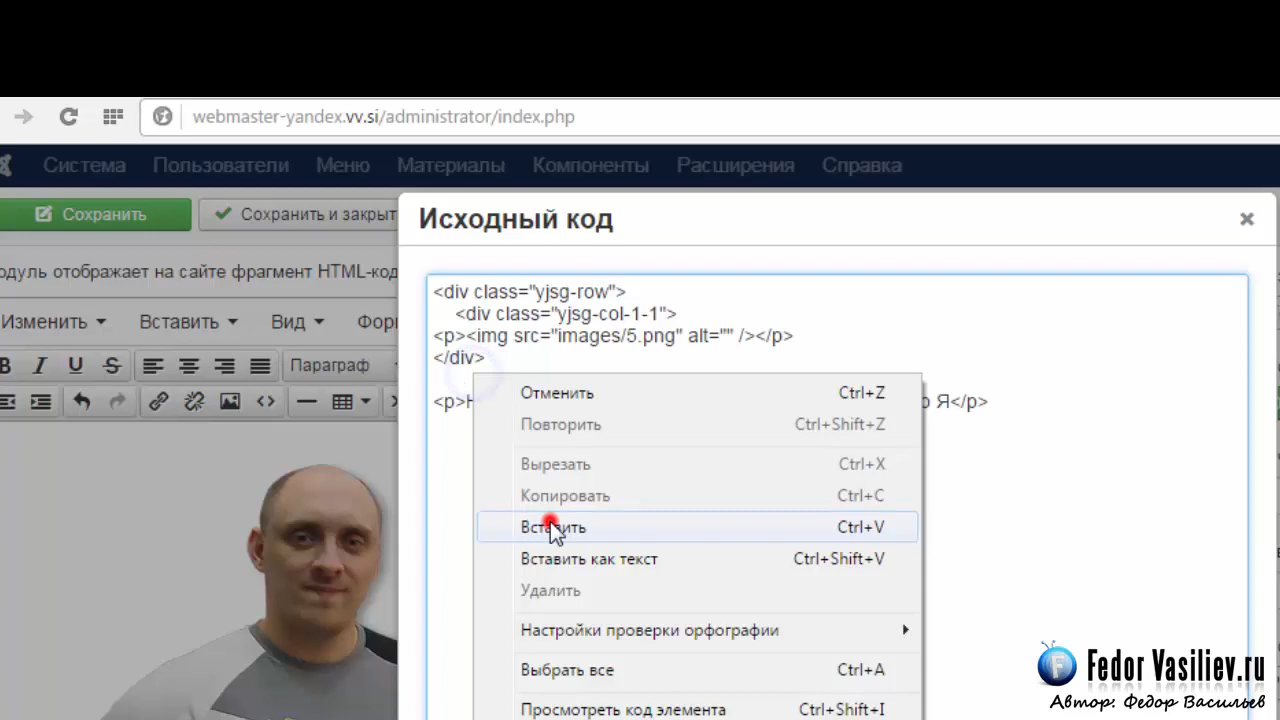 webmaster-yandex.vv.si/administrator/index.php
Система Пользователи Меню Материалы Компоненты Расширения Справка
Сохранить Сохранить и закрыт
Исходный код
одуль отображает на сайте фрагмент HTML-код
Изменить Вставить Вид Фор
B I U S Параграф
<div class="yjsg-row">
<div class="yjsg-col-1-1">
<p><img src="images/5.png" alt="" /></p>
</div>
<p> Я</p>
Отменить Ctrl+Z
Повторить Ctrl+Shift+Z
Вырезать Ctrl+X
Копировать Ctrl+C
Вставить Ctrl+V
Вставить как текст Ctrl+Shift+V
Удалить
Настройки проверки орфографии
Выбрать все Ctrl+A
Просмотреть код элемента Ctrl+Shift+I
Fedor Vasiliev.ru
Автор: Федор Васильев